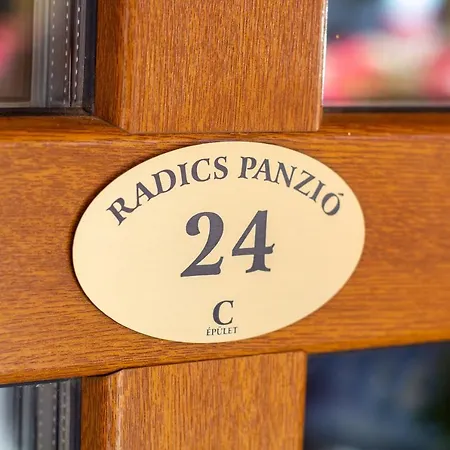 RADICS PANZIÓ
24
C
ÉPÜLET